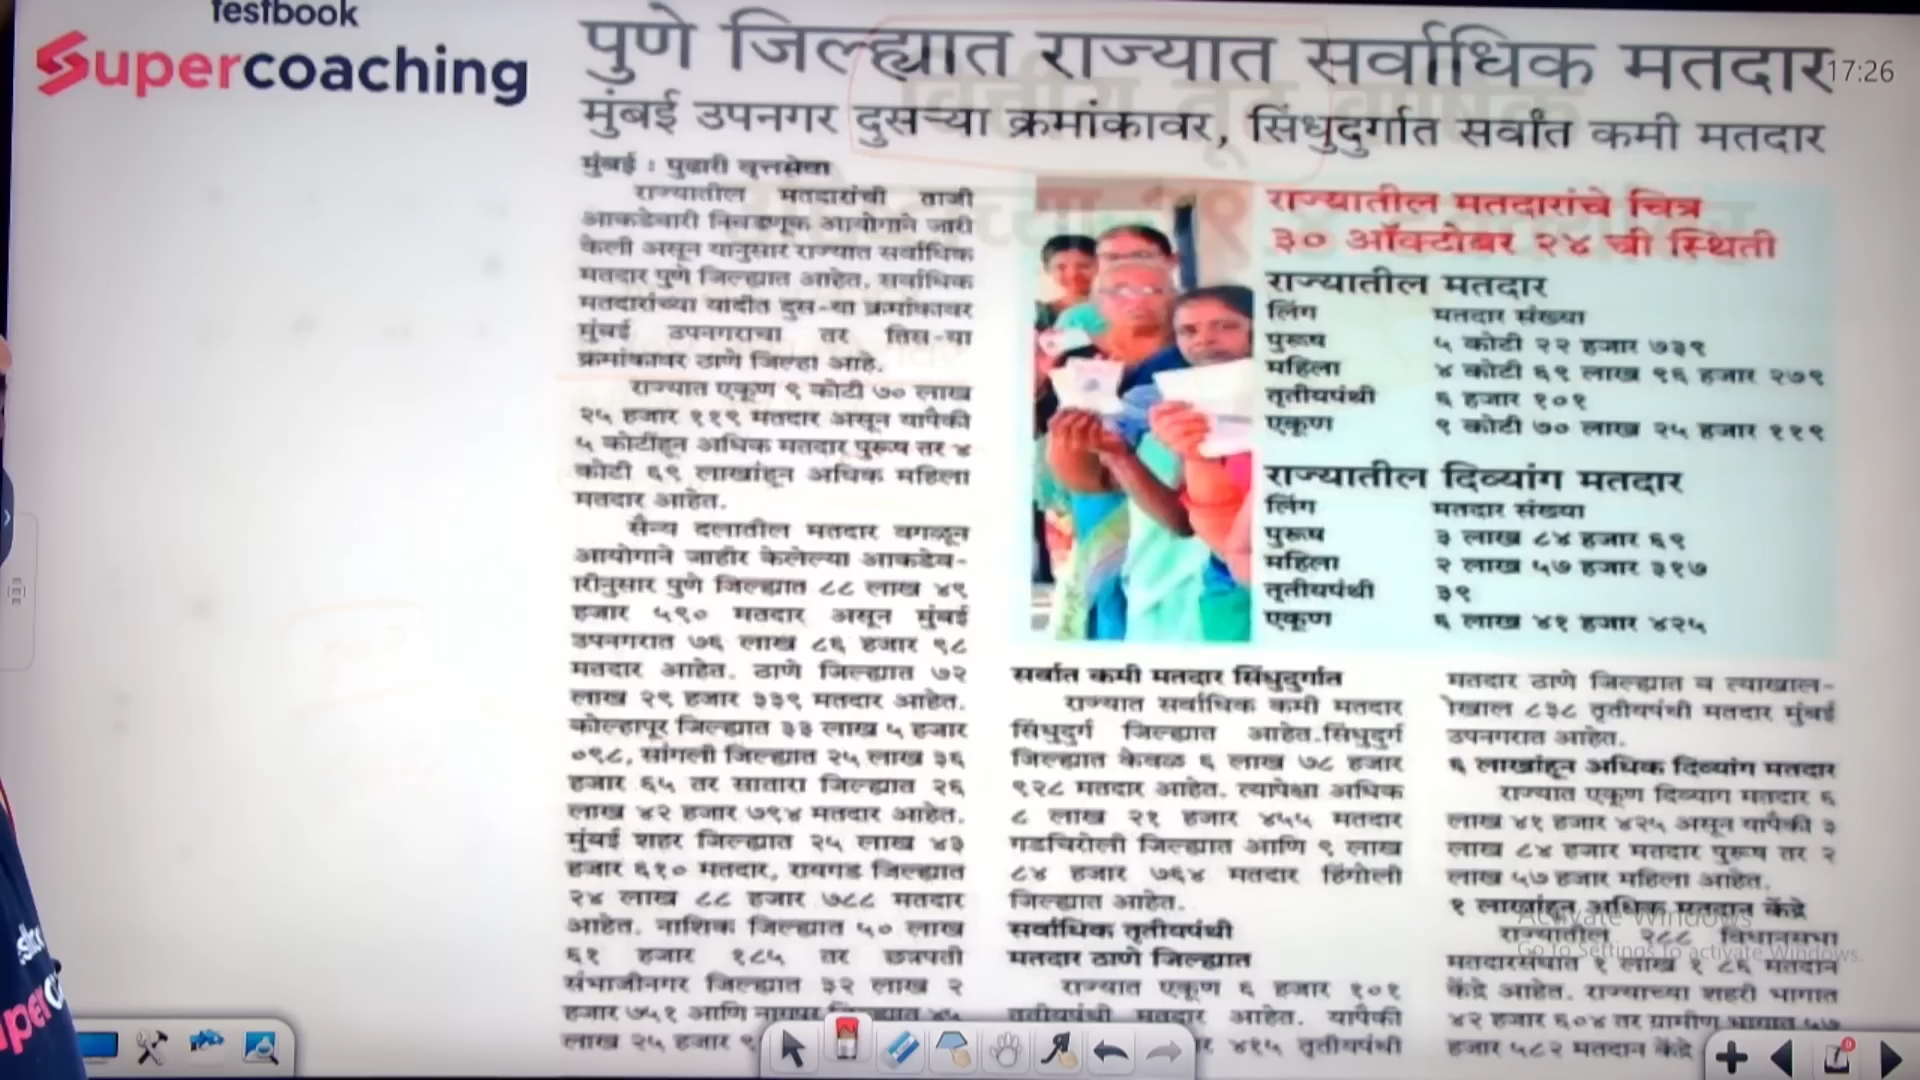 testbook
Supercoaching
पुणे जिल्ह्यात राज्यात सर्वाधिक मतदार
17:26
मुंबई उपनगर दुसऱ्या क्रमांकावर, सिंधुदुर्गात सर्वांत कमी मतदार
मुंबई : पुढारी वृत्तसेवा
राज्यातील मतदारांची ताजी
आकडेवारी निवडणूक आयोगाने जारी
केली असून यानुसार राज्यात सर्वाधिक
मतदार पुणे जिल्ह्यात आहेत. सर्वाधिक
मतदारांच्या यादीत दुस-या क्रमांकावर
मुंबई उपनगराचा तर तिस-या
क्रमांकावर ठाणे जिल्हा आहे.
राज्यात एकूण ९ कोटी ७० लाख
२५ हजार ११९ मतदार असून यापैकी
५ कोटींहून अधिक मतदार पुरूष तर ४
कोटी ६९ लाखांहून अधिक महिला
मतदार आहेत.
सैन्य दलातील मतदार वगळून
आयोगाने जाहीर केलेल्या आकडेव-
रीनुसार पुणे जिल्ह्यात ८८ लाख ४९
हजार ५९० मतदार असून मुंबई
उपनगरात ७६ लाख ८६ हजार ९८
मतदार आहेत. ठाणे जिल्ह्यात ७२
लाख २९ हजार ३३९ मतदार आहेत.
कोल्हापूर जिल्ह्यात ३३ लाख ५ हजार
०९८, सांगली जिल्ह्यात २५ लाख ३६
हजार ६५ तर सातारा जिल्ह्यात २६
लाख ४२ हजार ७९४ मतदार आहेत.
मुंबई शहर जिल्ह्यात २५ लाख ४३
हजार ६१० मतदार, रायगड जिल्ह्यात
२४ लाख ८८ हजार ७८८ मतदार
आहेत. नाशिक जिल्ह्यात ५० लाख
६१ हजार १८५ तर छत्रपती
संभाजीनगर जिल्ह्यात ३२ लाख २
हजार ७५१ आणि नागपूर
लाख २५ हजार ९
राज्यातील मतदारांचे चित्र
३० ऑक्टोबर २४ ची स्थिती
राज्यातील मतदार
लिंग मतदार संख्या
पुरूष ५ कोटी २२ हजार ७३९
महिला ४ कोटी ६९ लाख ९६ हजार २७९
तृतीयपंथी ६ हजार १०१
एकूण ९ कोटी ७० लाख २५ हजार ११९
राज्यातील दिव्यांग मतदार
लिंग मतदार संख्या
पुरूष ३ लाख ८४ हजार ६९
महिला २ लाख ५७ हजार ३१७
तृतीयपंथी ३९
एकूण ६ लाख ४१ हजार ४२५
सर्वात कमी मतदार सिंधुदुर्गात
राज्यात सर्वाधिक कमी मतदार
सिंधुदुर्ग जिल्ह्यात आहेत.सिंधुदुर्ग
जिल्ह्यात केवळ ६ लाख ७८ हजार
९२८ मतदार आहेत. त्यापेक्षा अधिक
८ लाख २१ हजार ४५५ मतदार
गडचिरोली जिल्ह्यात आणि ९ लाख
८४ हजार ७६४ मतदार हिंगोली
जिल्ह्यात आहेत.
सर्वाधिक तृतीयपंथी
मतदार ठाणे जिल्ह्यात
राज्यात एकूण ६ हजार १०१
तृतीयपंथी मतदार आहेत. यापैकी
४१५ तृतीयपंथी
मतदार ठाणे जिल्ह्यात व त्याखाल-
ोखाल ८३८ तृतीयपंथी मतदार मुंबई
उपनगरात आहेत.
६ लाखांहून अधिक दिव्यांग मतदार
राज्यात एकूण दिव्याग मतदार ६
लाख ४१ हजार ४२५ असून यापैकी ३
लाख ८४ हजार मतदार पुरूष तर २
लाख ५७ हजार महिला आहेत.
१ लाखांहून अधिक मतदान केंद्रे
राज्यातील २८८ विधानसभा
मतदारसंघात १ लाख १८६ मतदान
केंद्रे आहेत. राज्याच्या शहरी भागात
४२ हजार ६०४ तर ग्रामीण भागात ५७
हजार ५८२ मतदान केंद्रे
Activate Windows
Go to Settings to activate Windows.